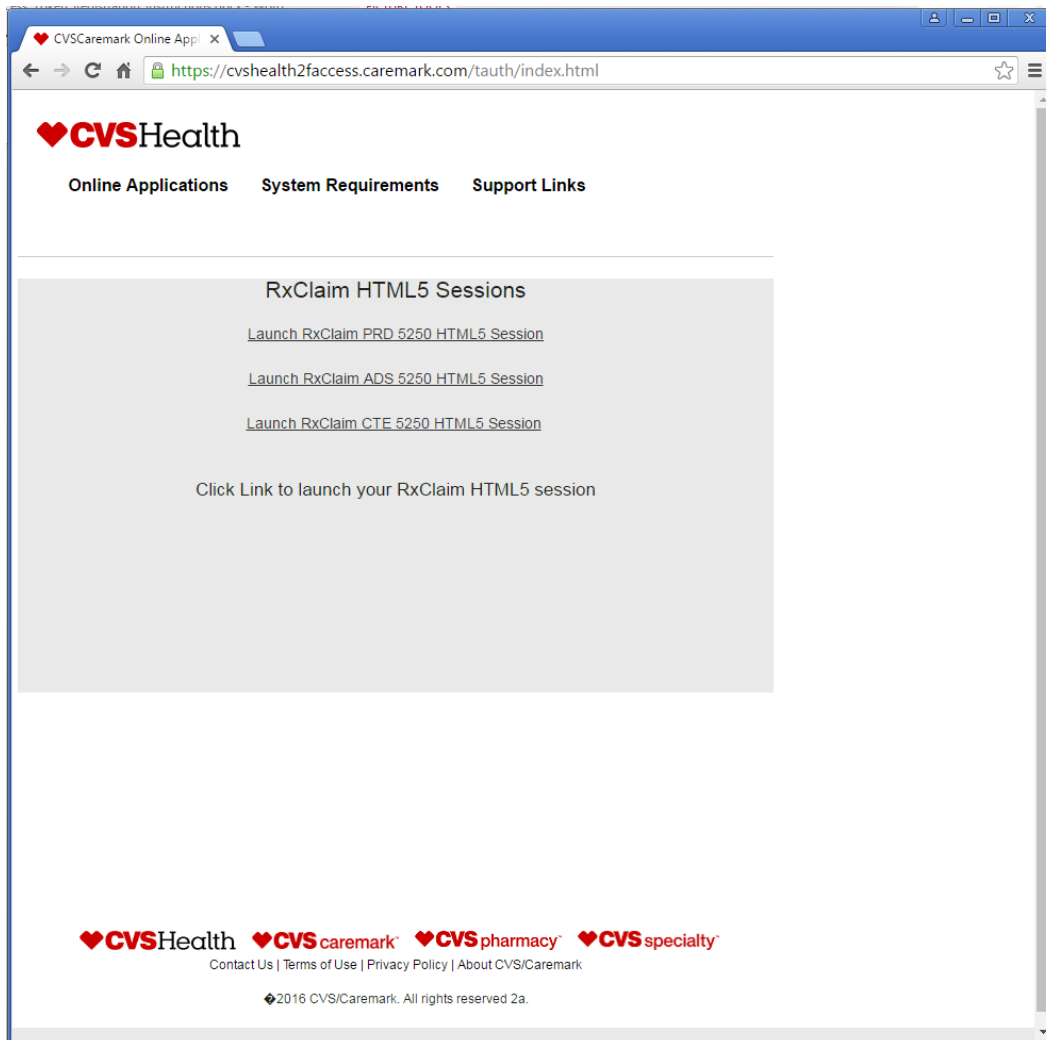 CVSCaremark Online Appl
https://cvshealth2faccess.caremark.com/tauth/index.html
CVSHealth
Online Applications System Requirements Support Links
RxClaim HTML5 Sessions
Launch RxClaim PRD 5250 HTML5 Session
Launch RxClaim ADS 5250 HTML5 Session
Launch RxClaim CTE 5250 HTML5 Session
Click Link to launch your RxClaim HTML5 session
CVSHealth CVS caremark™ CVS pharmacy™ CVS specialty™
Contact Us | Terms of Use | Privacy Policy | About CVS/Caremark
�2016 CVS/Caremark. All rights reserved 2a.